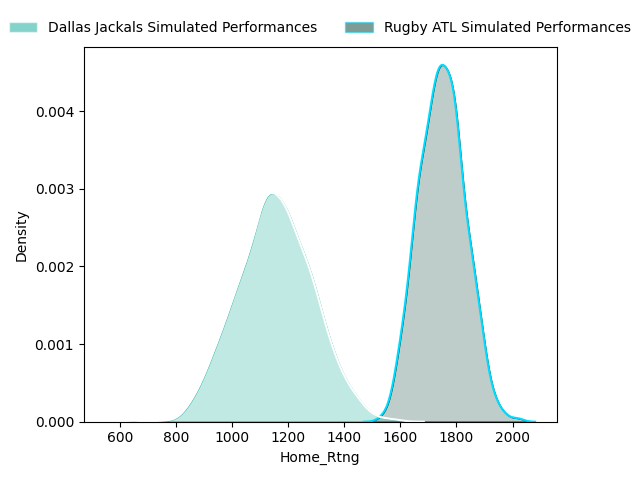 Dallas Jackals Simulated Performances Rugby ATL Simulated Performances
0.004
0.003
0.002
0.001
0.000
Density
600 800 1000 1200 1400 1600 1800 2000
Home_Rtng